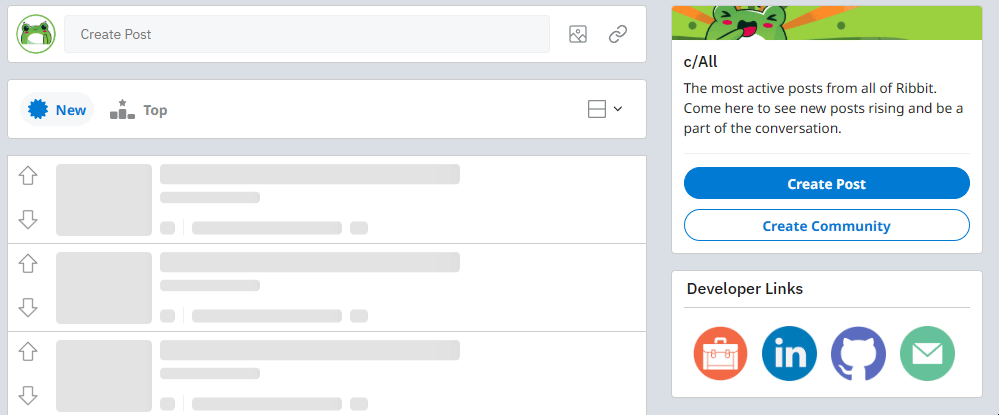 Create Post
New
Top
c/All
The most active posts from all of Ribbit.
Come here to see new posts rising and be a
part of the conversation.
Create Post
Create Community
Developer Links
in